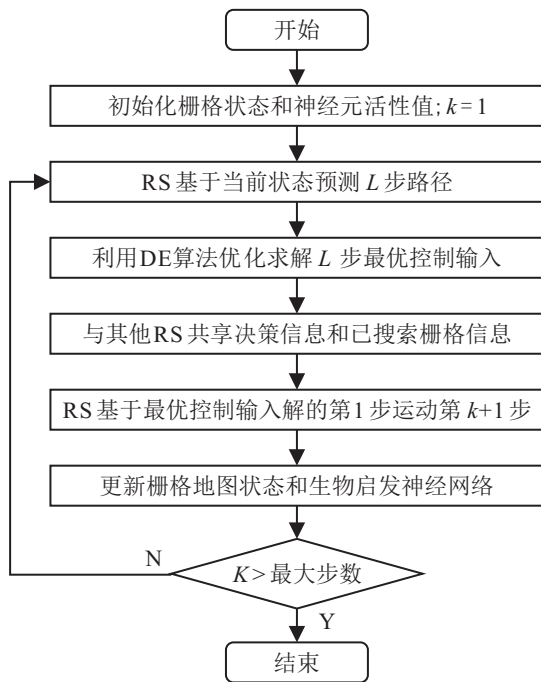 开始
初始化栅格状态和神经元活性值; k = 1
RS 基于当前状态预测 L 步路径
利用DE算法优化求解 L 步最优控制输入
与其他RS共享决策信息和已搜索栅格信息
RS 基于最优控制输入解的第1 步运动第 k+1 步
更新栅格地图状态和生物启发神经网络
N
K > 最大步数
Y
结束